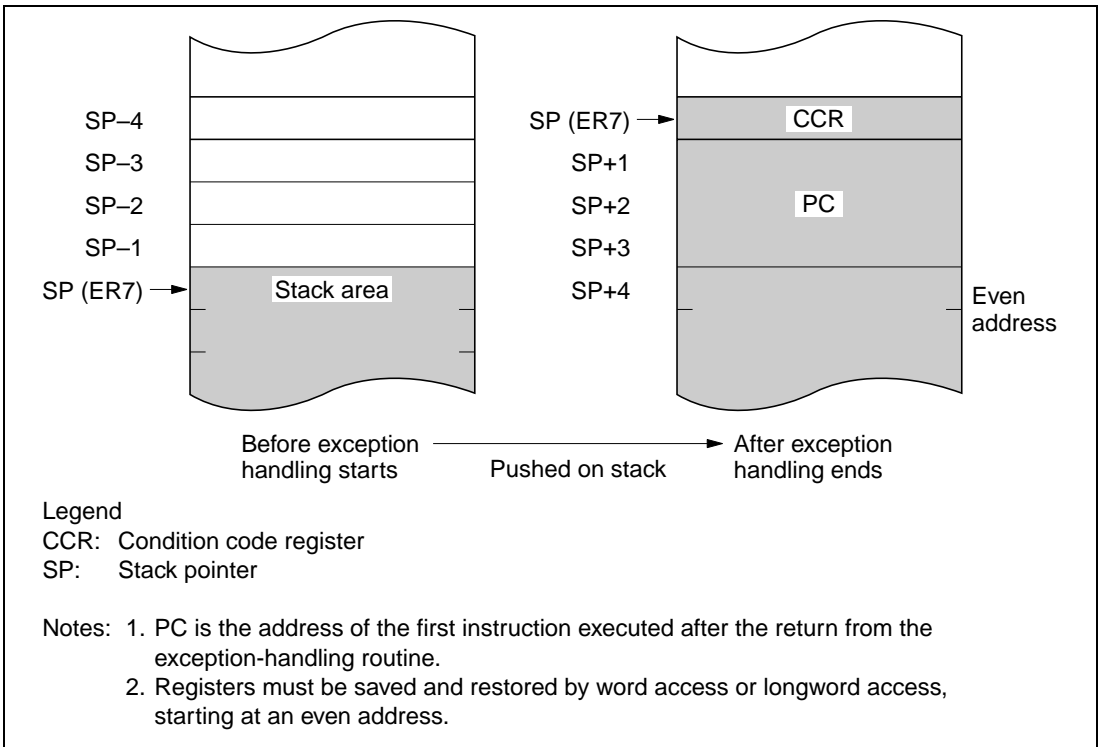 SP–4
SP–3
SP–2
SP–1
SP (ER7)
Stack area
SP (ER7)
SP+1
SP+2
SP+3
SP+4
CCR
PC
Even
address
Before exception
handling starts
Pushed on stack
After exception
handling ends
Legend
CCR: Condition code register
SP: Stack pointer
Notes: 1. PC is the address of the first instruction executed after the return from the
exception-handling routine.
2. Registers must be saved and restored by word access or longword access,
starting at an even address.